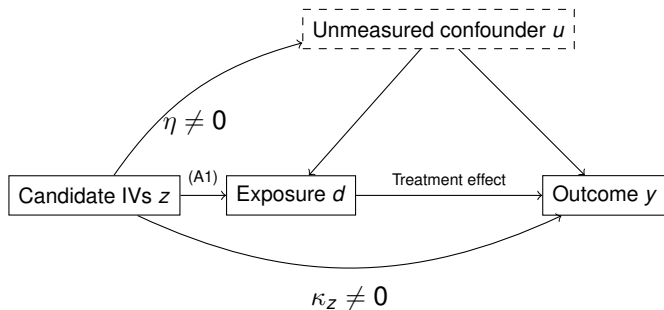 Unmeasured confounder u
η ≠ 0
Candidate IVs z
(A1)
Exposure d
Treatment effect
Outcome y
κ_z ≠ 0